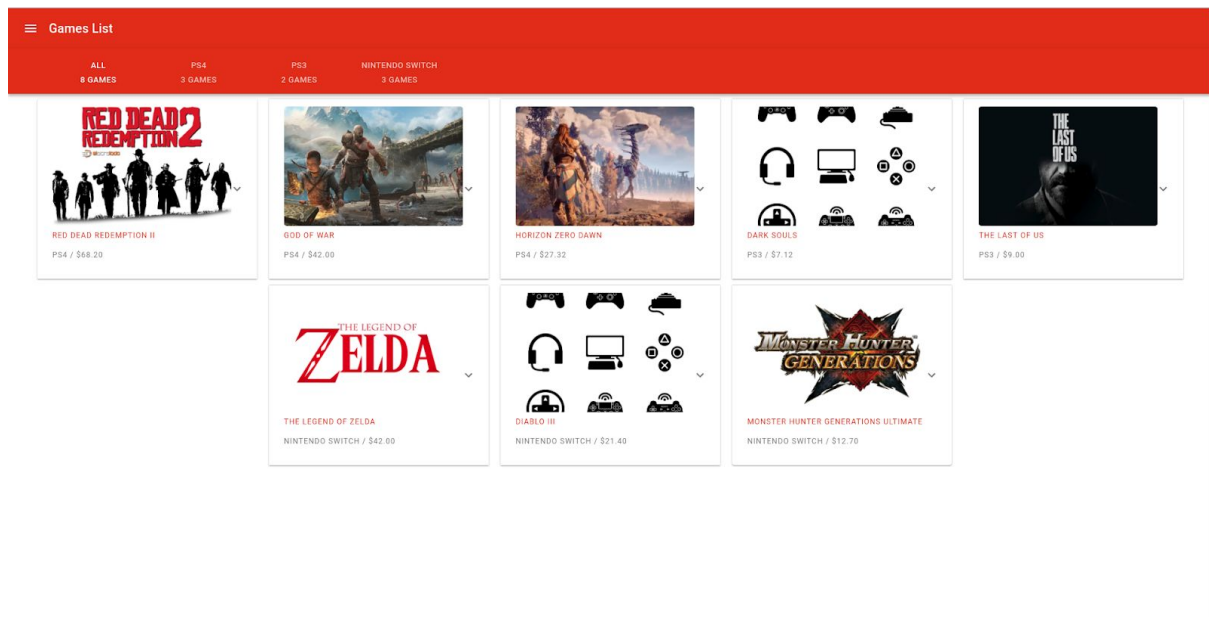 Games List
ALL
8 GAMES
PS4
3 GAMES
PS3
2 GAMES
NINTENDO SWITCH
3 GAMES
RED DEAD
REDEMPTION 2
RED DEAD REDEMPTION II
PS4 / $68.20
GOD OF WAR
PS4 / $42.00
HORIZON ZERO DAWN
PS4 / $27.32
DARK SOULS
PS3 / $7.12
THE
LAST
OF US
THE LAST OF US
PS3 / $9.00
THE LEGEND OF
ZELDA
THE LEGEND OF ZELDA
NINTENDO SWITCH / $42.00
DIABLO III
NINTENDO SWITCH / $21.40
MONSTER HUNTER
GENERATIONS
MONSTER HUNTER GENERATIONS ULTIMATE
NINTENDO SWITCH / $12.70